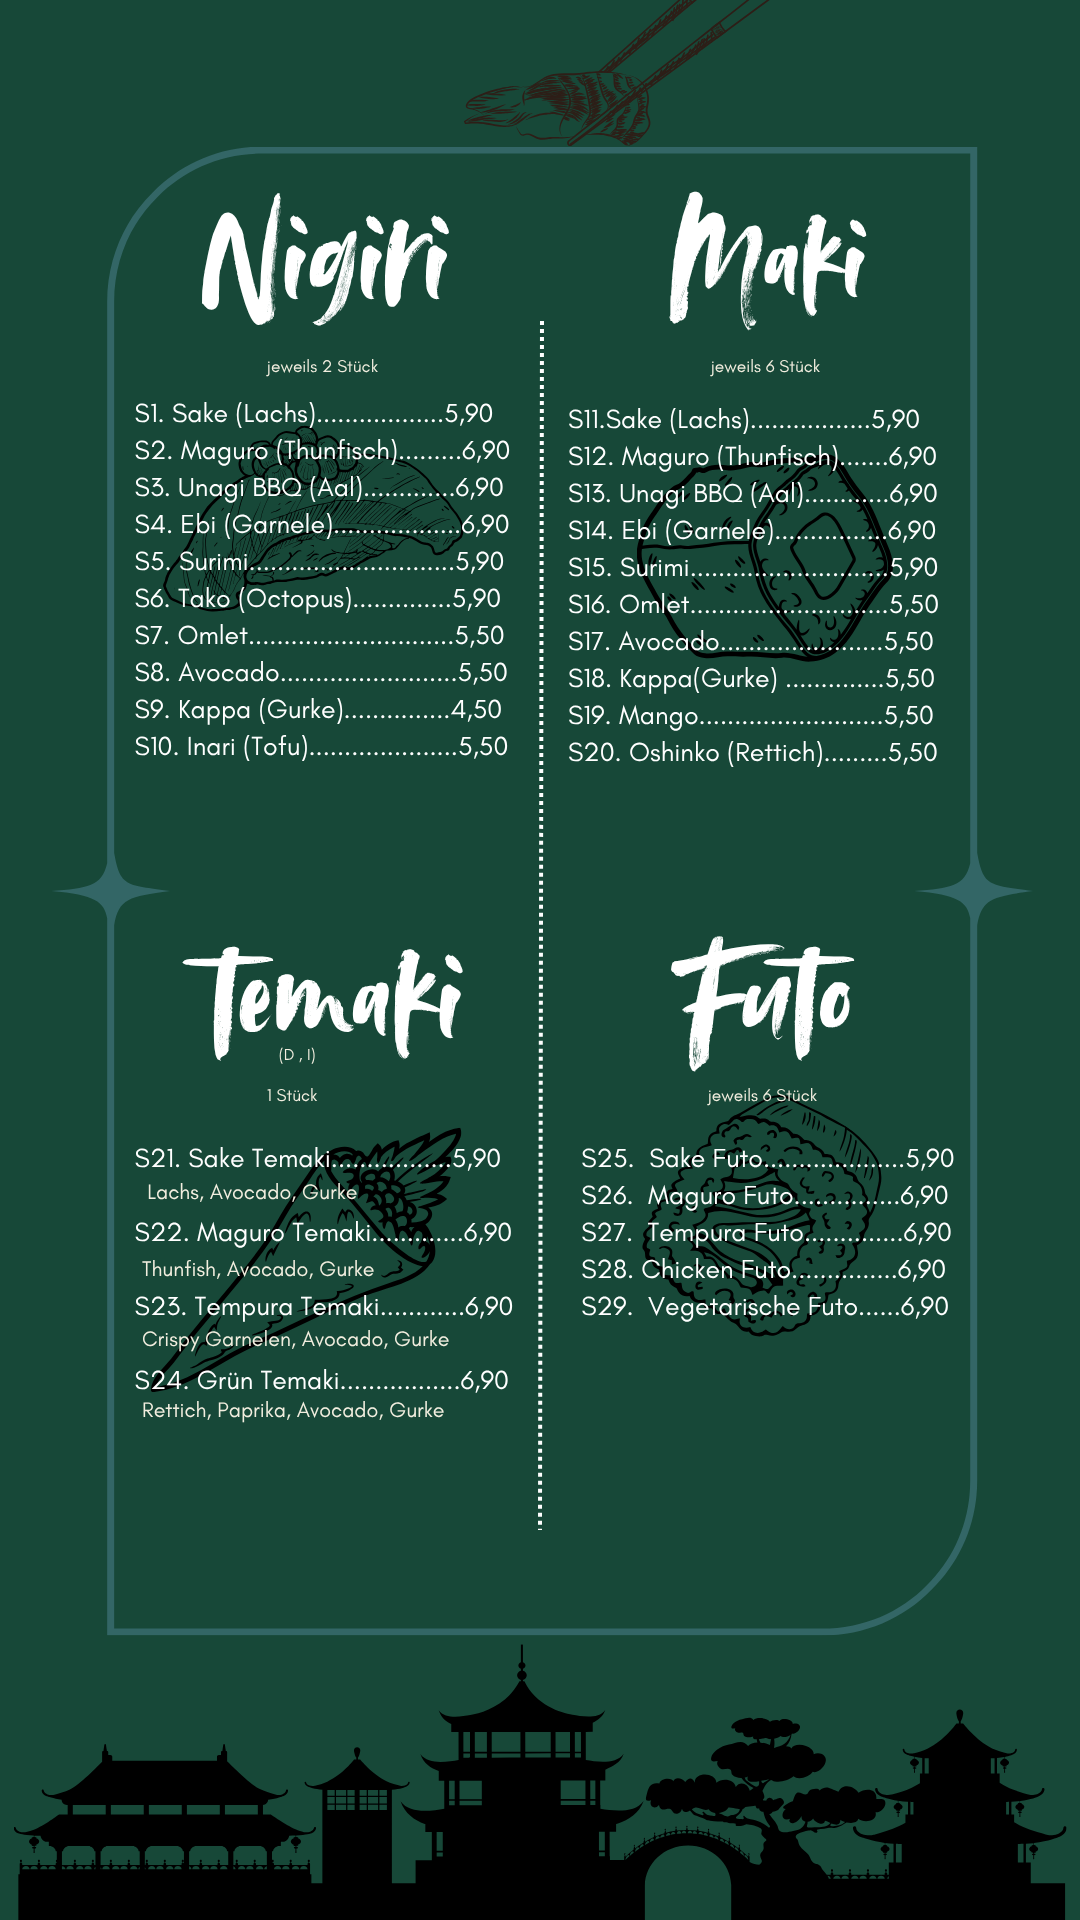 Nigiri
jeweils 2 Stück
S1. Sake (Lachs)..................5,90
S2. Maguro (Thunfisch).........6,90
S3. Unagi BBQ (Aal).............6,90
S4. Ebi (Garnele)..................6,90
S5. Surimi.............................5,90
S6. Tako (Octopus)..............5,90
S7. Omlet.............................5,50
S8. Avocado.........................5,50
S9. Kappa (Gurke)...............4,50
S10. Inari (Tofu).....................5,50
Maki
jeweils 6 Stück
S11.Sake (Lachs).................5,90
S12. Maguro (Thunfisch).......6,90
S13. Unagi BBQ (Aal)............6,90
S14. Ebi (Garnele)................6,90
S15. Surimi............................5,90
S16. Omlet............................5,50
S17. Avocado.......................5,50
S18. Kappa(Gurke) ..............5,50
S19. Mango..........................5,50
S20. Oshinko (Rettich).........5,50
Temaki
(D , I)
1 Stück
S21. Sake Temaki.................5,90
Lachs, Avocado, Gurke
S22. Maguro Temaki.............6,90
Thunfish, Avocado, Gurke
S23. Tempura Temaki............6,90
Crispy Garnelen, Avocado, Gurke
S24. Grün Temaki.................6,90
Rettich, Paprika, Avocado, Gurke
Futo
jeweils 6 Stück
S25.  Sake Futo....................5,90
S26.  Maguro Futo...............6,90
S27.  Tempura Futo..............6,90
S28. Chicken Futo...............6,90
S29.  Vegetarische Futo......6,90